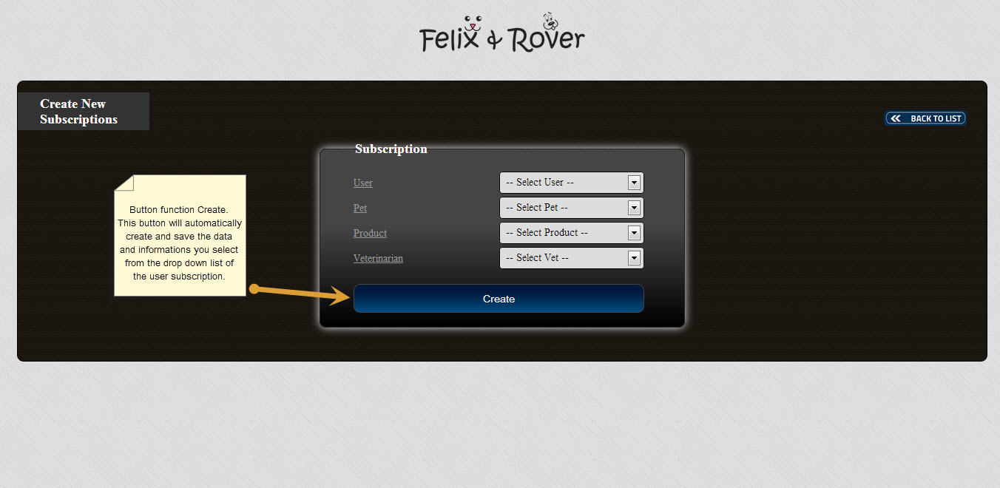 Felix & Rover
Create New
Subscriptions
BACK TO LIST
Subscription
User
-- Select User --
Pet
-- Select Pet --
Product
-- Select Product --
Veterinarian
-- Select Vet --
Create
Button function Create.
This button will automatically
create and save the data
and informations you select
from the drop down list of
the user subscription.